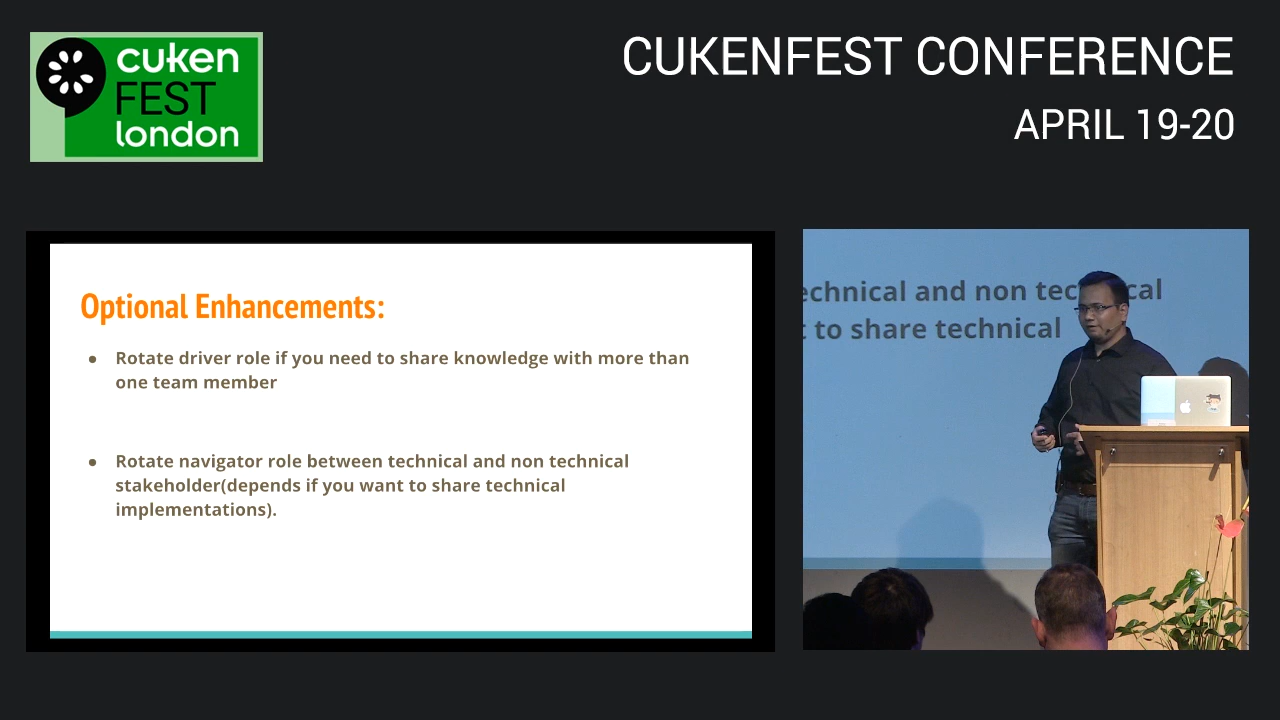 cuken
FEST
london
CUKENFEST CONFERENCE
APRIL 19-20
Optional Enhancements:
● Rotate driver role if you need to share knowledge with more than
one team member
● Rotate navigator role between technical and non technical
stakeholder(depends if you want to share technical
implementations).
and non
to share technical